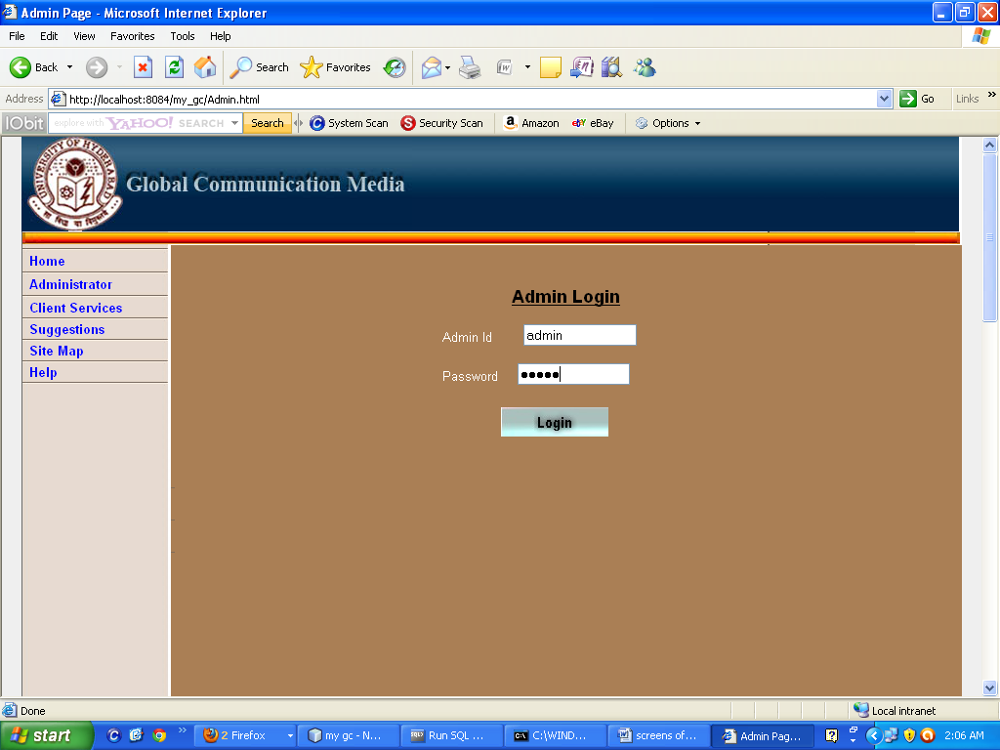 Admin Page - Microsoft Internet Explorer
File Edit View Favorites Tools Help
Back Search Favorites
Address http://localhost:8084/my_gc/Admin.html Go Links »
IObit explore with YAHOO! SEARCH Search System Scan Security Scan Amazon eBay Options
UNIVERSITY OF HYDERABAD
Global Communication Media
Home
Administrator
Client Services
Suggestions
Site Map
Help
Admin Login
Admin Id admin
Password •••••
Login
Done Local intranet
start » 2 Firefox my gc - N... Run SQL ... C:\WIND... screens of... Admin Pag... 2:06 AM